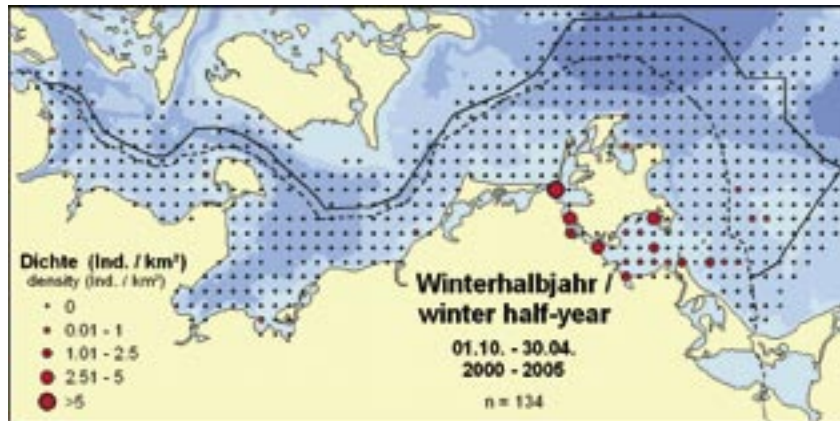 Dichte (Ind. / km²)
density (Ind. / km²)
0
0.01 - 1
1.01 - 2.5
2.51 - 5
>5
Winterhalbjahr /
winter half-year
01.10. - 30.04.
2000 - 2005
n = 134